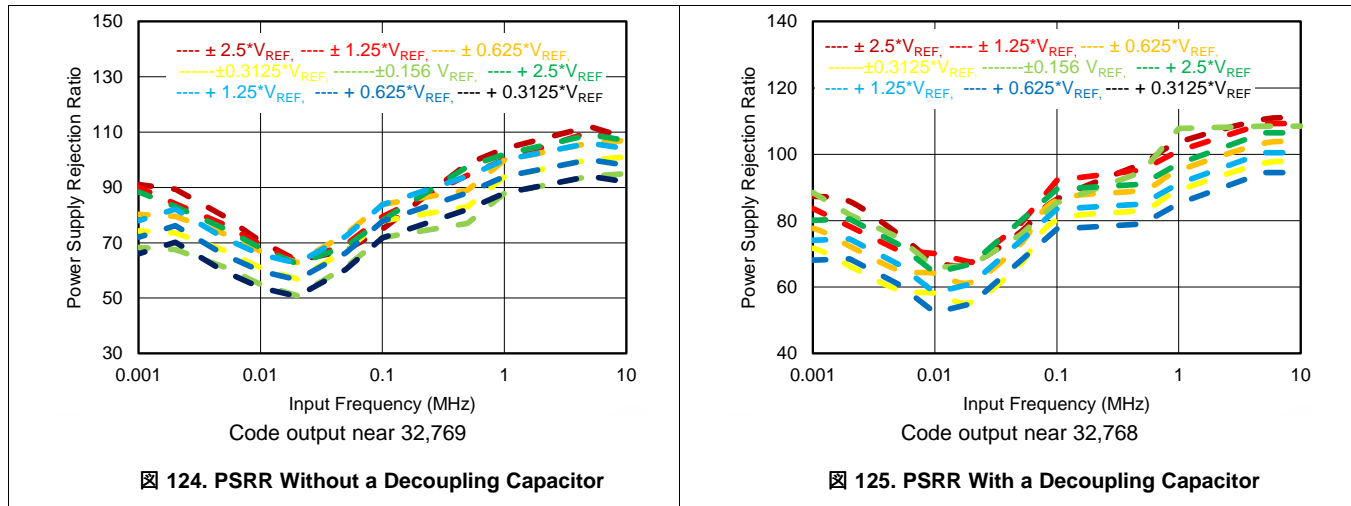 150
130
110
90
70
50
30
Power Supply Rejection Ratio
---- ± 2.5*VREF, ---- ± 1.25*VREF, ---- ± 0.625*VREF,
-------±0.3125*VREF, --------±0.156 VREF, ---- + 2.5*VREF
---- + 1.25*VREF, ---- + 0.625*VREF, ---- + 0.3125*VREF
0.001 0.01 0.1 1 10
Input Frequency (MHz)
Code output near 32,769
図 124. PSRR Without a Decoupling Capacitor
140
120
100
80
60
40
Power Supply Rejection Ratio
---- ± 2.5*VREF, ---- ± 1.25*VREF, ---- ± 0.625*VREF,
-------±0.3125*VREF, --------±0.156 VREF, ---- + 2.5*VREF
---- + 1.25*VREF, ---- + 0.625*VREF, ---- + 0.3125*VREF
0.001 0.01 0.1 1 10
Input Frequency (MHz)
Code output near 32,768
図 125. PSRR With a Decoupling Capacitor